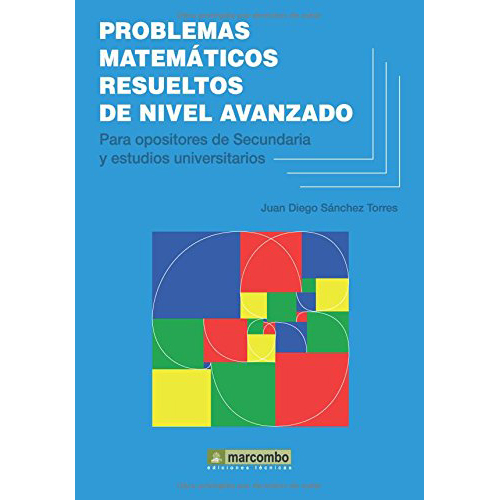 PROBLEMAS
MATEMÁTICOS
RESUELTOS
DE NIVEL AVANZADO
Para opositores de Secundaria
y estudios universitarios
Juan Diego Sánchez Torres
marcombo
ediciones técnicas